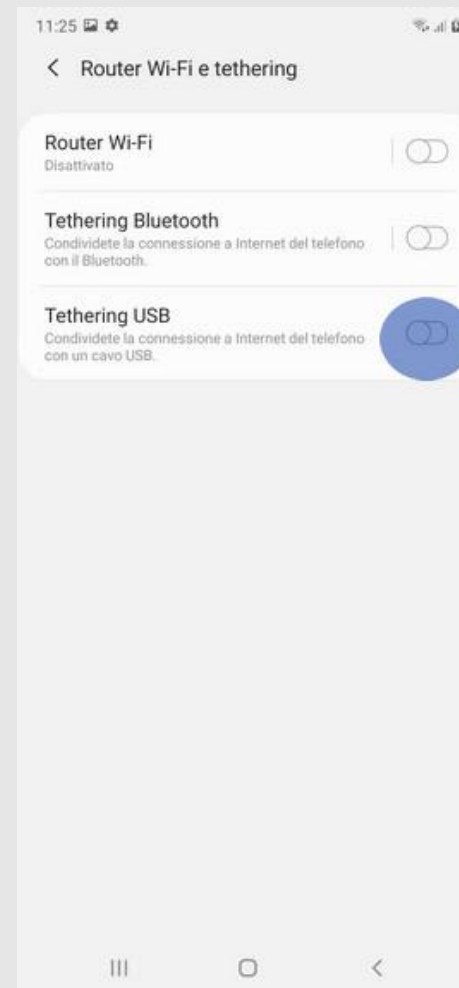 11:25
Router Wi-Fi e tethering
Router Wi-Fi
Disattivato
Tethering Bluetooth
Condividete la connessione a Internet del telefono
con il Bluetooth.
Tethering USB
Condividete la connessione a Internet del telefono
con un cavo USB.